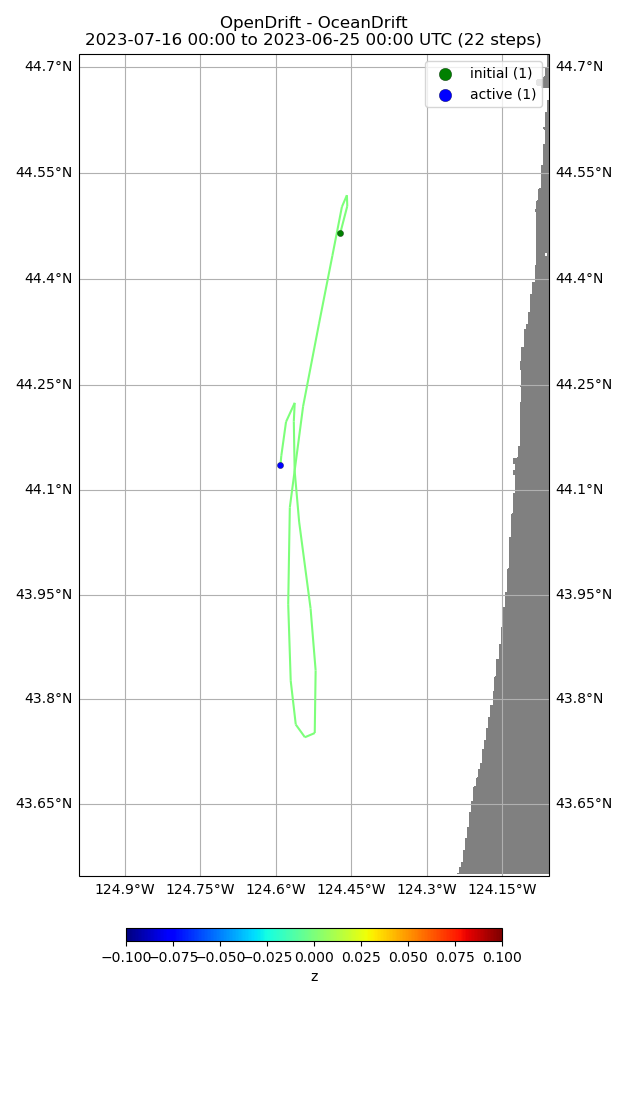 OpenDrift - OceanDrift
2023-07-16 00:00 to 2023-06-25 00:00 UTC (22 steps)
initial (1)
active (1)
44.7°N 44.7°N
44.55°N 44.55°N
44.4°N 44.4°N
44.25°N 44.25°N
44.1°N 44.1°N
43.95°N 43.95°N
43.8°N 43.8°N
43.65°N 43.65°N
124.9°W 124.75°W 124.6°W 124.45°W 124.3°W 124.15°W
−0.100 −0.075 −0.050 −0.025 0.000 0.025 0.050 0.075 0.100
z